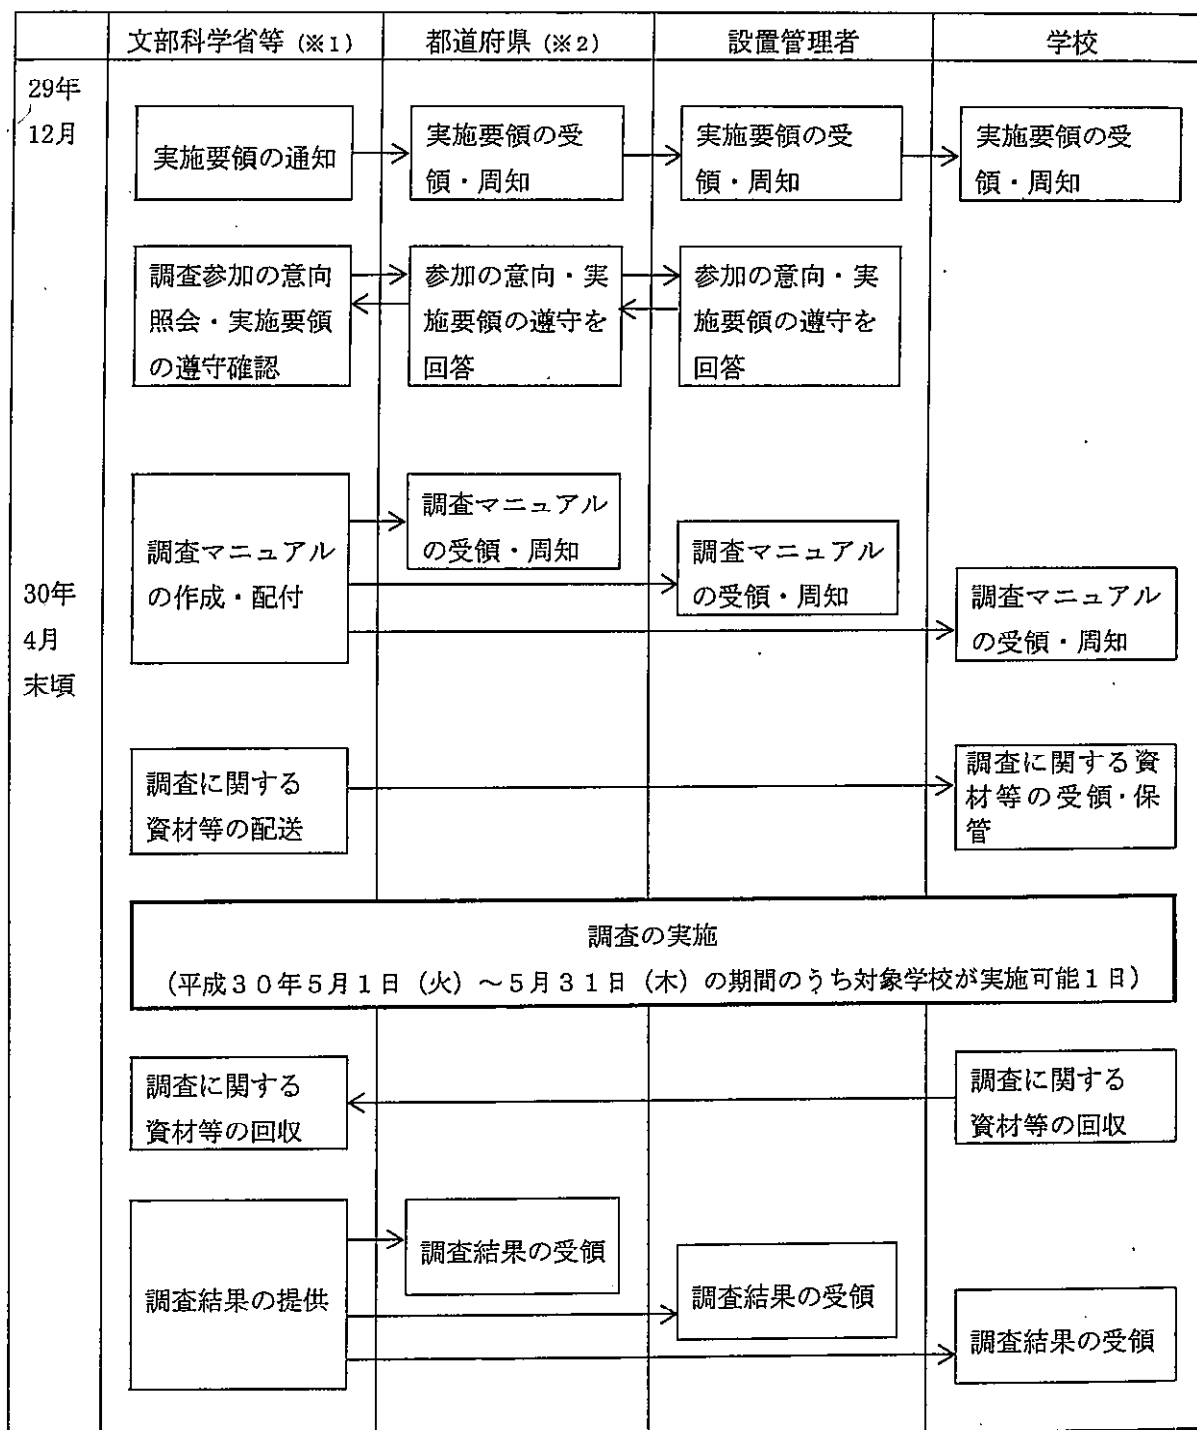 文部科学省等（※1）
都道府県（※2）
設置管理者
学校
29年
12月
実施要領の通知
実施要領の受
領・周知
実施要領の受
領・周知
実施要領の受
領・周知
調査参加の意向
照会・実施要領
の遵守確認
参加の意向・実
施要領の遵守を
回答
参加の意向・実
施要領の遵守を
回答
30年
4月
末頃
調査マニュアル
の作成・配付
調査マニュアル
の受領・周知
調査マニュアル
の受領・周知
調査マニュアル
の受領・周知
調査に関する
資材等の配送
調査に関する資
材等の受領・保
管
調査の実施
（平成３０年５月１日（火）～５月３１日（木）の期間のうち対象学校が実施可能１日）
調査に関する
資材等の回収
調査に関する
資材等の回収
調査結果の提供
調査結果の受領
調査結果の受領
調査結果の受領